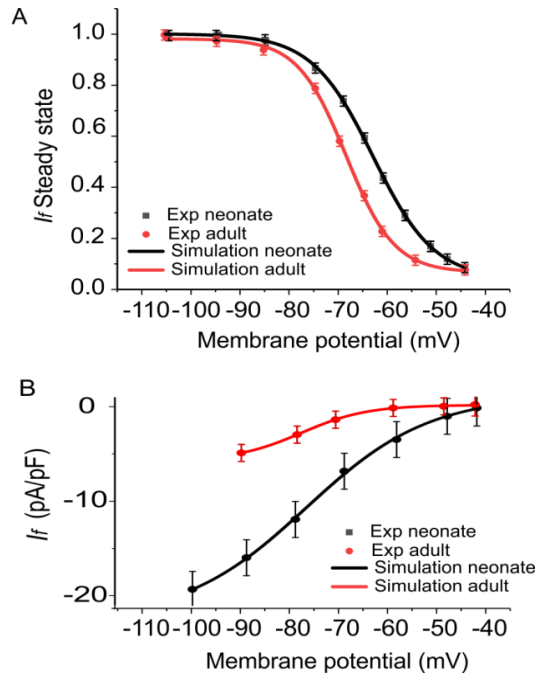 A
1.0
0.8
0.6
0.4
0.2
0.0
If Steady state
Exp neonate
Exp adult
Simulation neonate
Simulation adult
-110 -100 -90 -80 -70 -60 -50 -40
Membrane potential (mV)
B
0
-10
-20
If (pA/pF)
Exp neonate
Exp adult
Simulation neonate
Simulation adult
-110 -100 -90 -80 -70 -60 -50 -40
Membrane potential (mV)